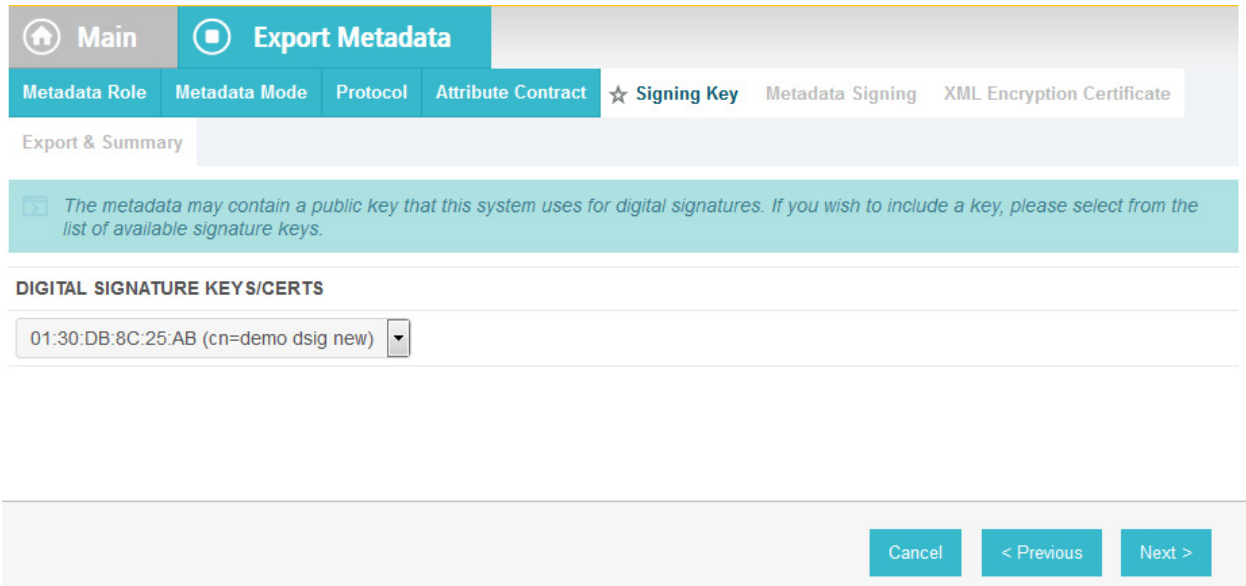 Main Export Metadata
Metadata Role Metadata Mode Protocol Attribute Contract Signing Key Metadata Signing XML Encryption Certificate
Export & Summary
The metadata may contain a public key that this system uses for digital signatures. If you wish to include a key, please select from the
list of available signature keys.
DIGITAL SIGNATURE KEYS/CERTS
01:30:DB:8C:25:AB (cn=demo dsig new)
Cancel < Previous Next >